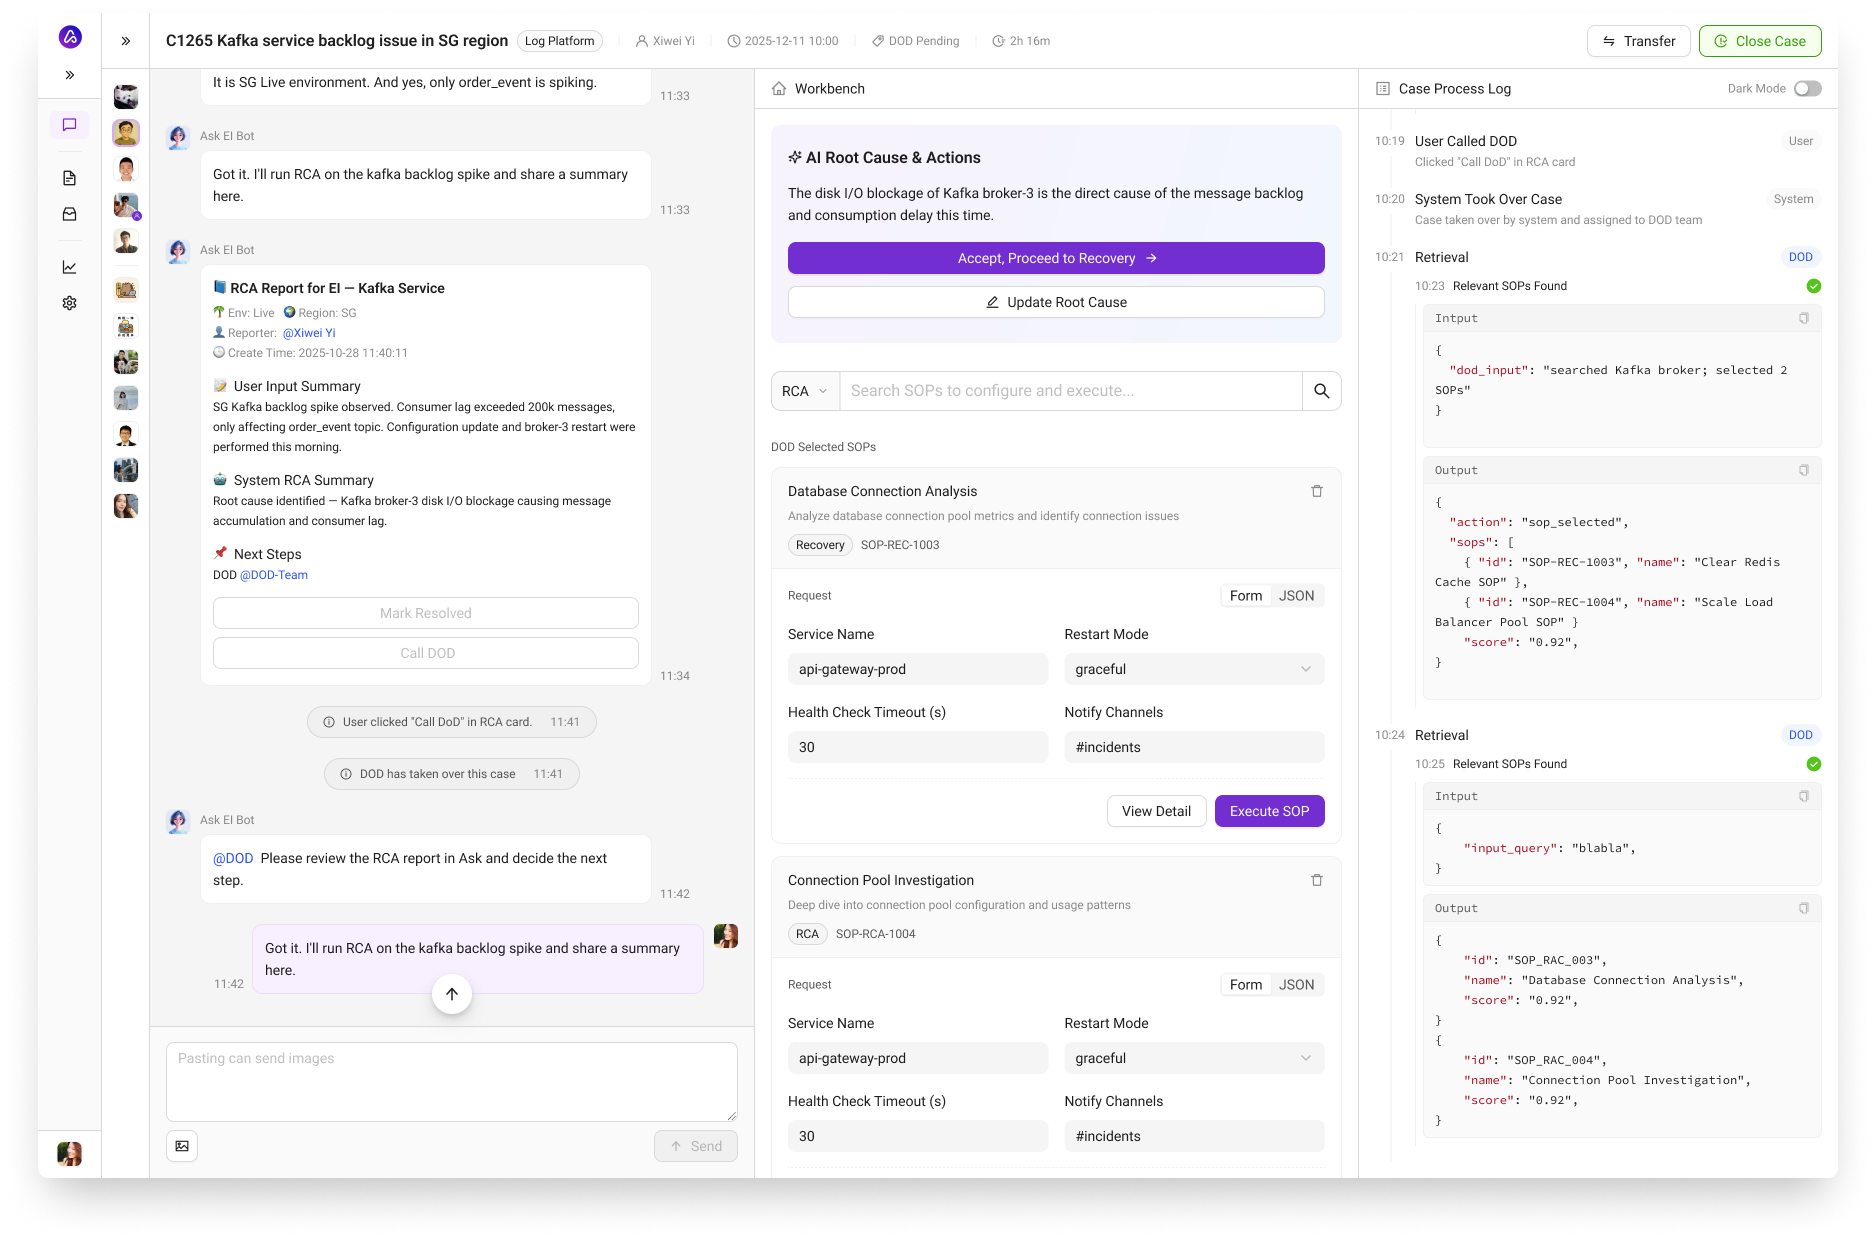 C1265 Kafka service backlog issue in SG region
Log Platform
Xiwei Yi
2025-12-11 10:00
DOD Pending
2h 16m
Transfer
Close Case
It is SG Live environment. And yes, only order_event is spiking.
11:33
Ask EI Bot
Got it. I'll run RCA on the kafka backlog spike and share a summary
here.
11:33
Ask EI Bot
RCA Report for EI — Kafka Service
Env: Live Region: SG
Reporter: @Xiwei Yi
Create Time: 2025-10-28 11:40:11
User Input Summary
SG Kafka backlog spike observed. Consumer lag exceeded 200k messages,
only affecting order_event topic. Configuration update and broker-3 restart were
performed this morning.
System RCA Summary
Root cause identified — Kafka broker-3 disk I/O blockage causing message
accumulation and consumer lag.
Next Steps
DOD @DOD-Team
Mark Resolved
Call DOD
11:34
User clicked "Call DoD" in RCA card. 11:41
DOD has taken over this case 11:41
Ask EI Bot
@DOD Please review the RCA report in Ask and decide the next
step.
11:42
Got it. I'll run RCA on the kafka backlog spike and share a summary
here.
11:42
Pasting can send images
Send
Workbench
AI Root Cause & Actions
The disk I/O blockage of Kafka broker-3 is the direct cause of the message backlog
and consumption delay this time.
Accept, Proceed to Recovery
Update Root Cause
RCA
Search SOPs to configure and execute...
DOD Selected SOPs
Database Connection Analysis
Analyze database connection pool metrics and identify connection issues
Recovery SOP-REC-1003
Request
Form JSON
Service Name
Restart Mode
api-gateway-prod
graceful
Health Check Timeout (s)
Notify Channels
30
#incidents
View Detail
Execute SOP
Connection Pool Investigation
Deep dive into connection pool configuration and usage patterns
RCA SOP-RCA-1004
Request
Form JSON
Service Name
Restart Mode
api-gateway-prod
graceful
Health Check Timeout (s)
Notify Channels
30
#incidents
Case Process Log
Dark Mode
10:19 User Called DOD User
Clicked "Call DoD" in RCA card
10:20 System Took Over Case System
Case taken over by system and assigned to DOD team
10:21 Retrieval DOD
10:23 Relevant SOPs Found
Intput
{
"dod_input": "searched Kafka broker; selected 2
SOPs"
}
Output
{
"action": "sop_selected",
"sops": [
{ "id": "SOP-REC-1003", "name": "Clear Redis
Cache SOP" },
{ "id": "SOP-REC-1004", "name": "Scale Load
Balancer Pool SOP" }
"score": "0.92",
}
10:24 Retrieval DOD
10:25 Relevant SOPs Found
Intput
{
"input_query": "blabla",
}
Output
{
"id": "SOP_RAC_003",
"name": "Database Connection Analysis",
"score": "0.92",
}
{
"id": "SOP_RAC_004",
"name": "Connection Pool Investigation",
"score": "0.92",
}